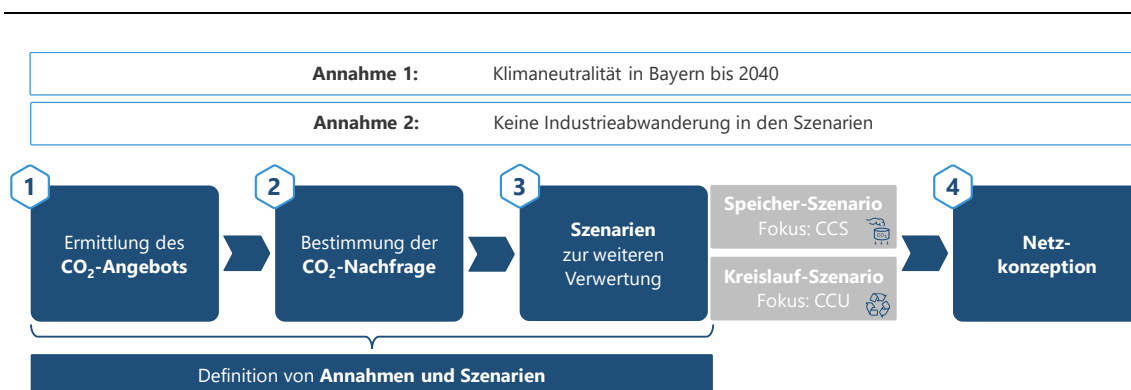 Annahme 1: Klimaneutralität in Bayern bis 2040
Annahme 2: Keine Industrieabwanderung in den Szenarien
1
Ermittlung des
CO₂-Angebots
2
Bestimmung der
CO₂-Nachfrage
3
Szenarien
zur weiteren
Verwertung
Speicher-Szenario
Fokus: CCS
CO₂
Kreislauf-Szenario
Fokus: CCU
4
Netz-
konzeption
Definition von Annahmen und Szenarien